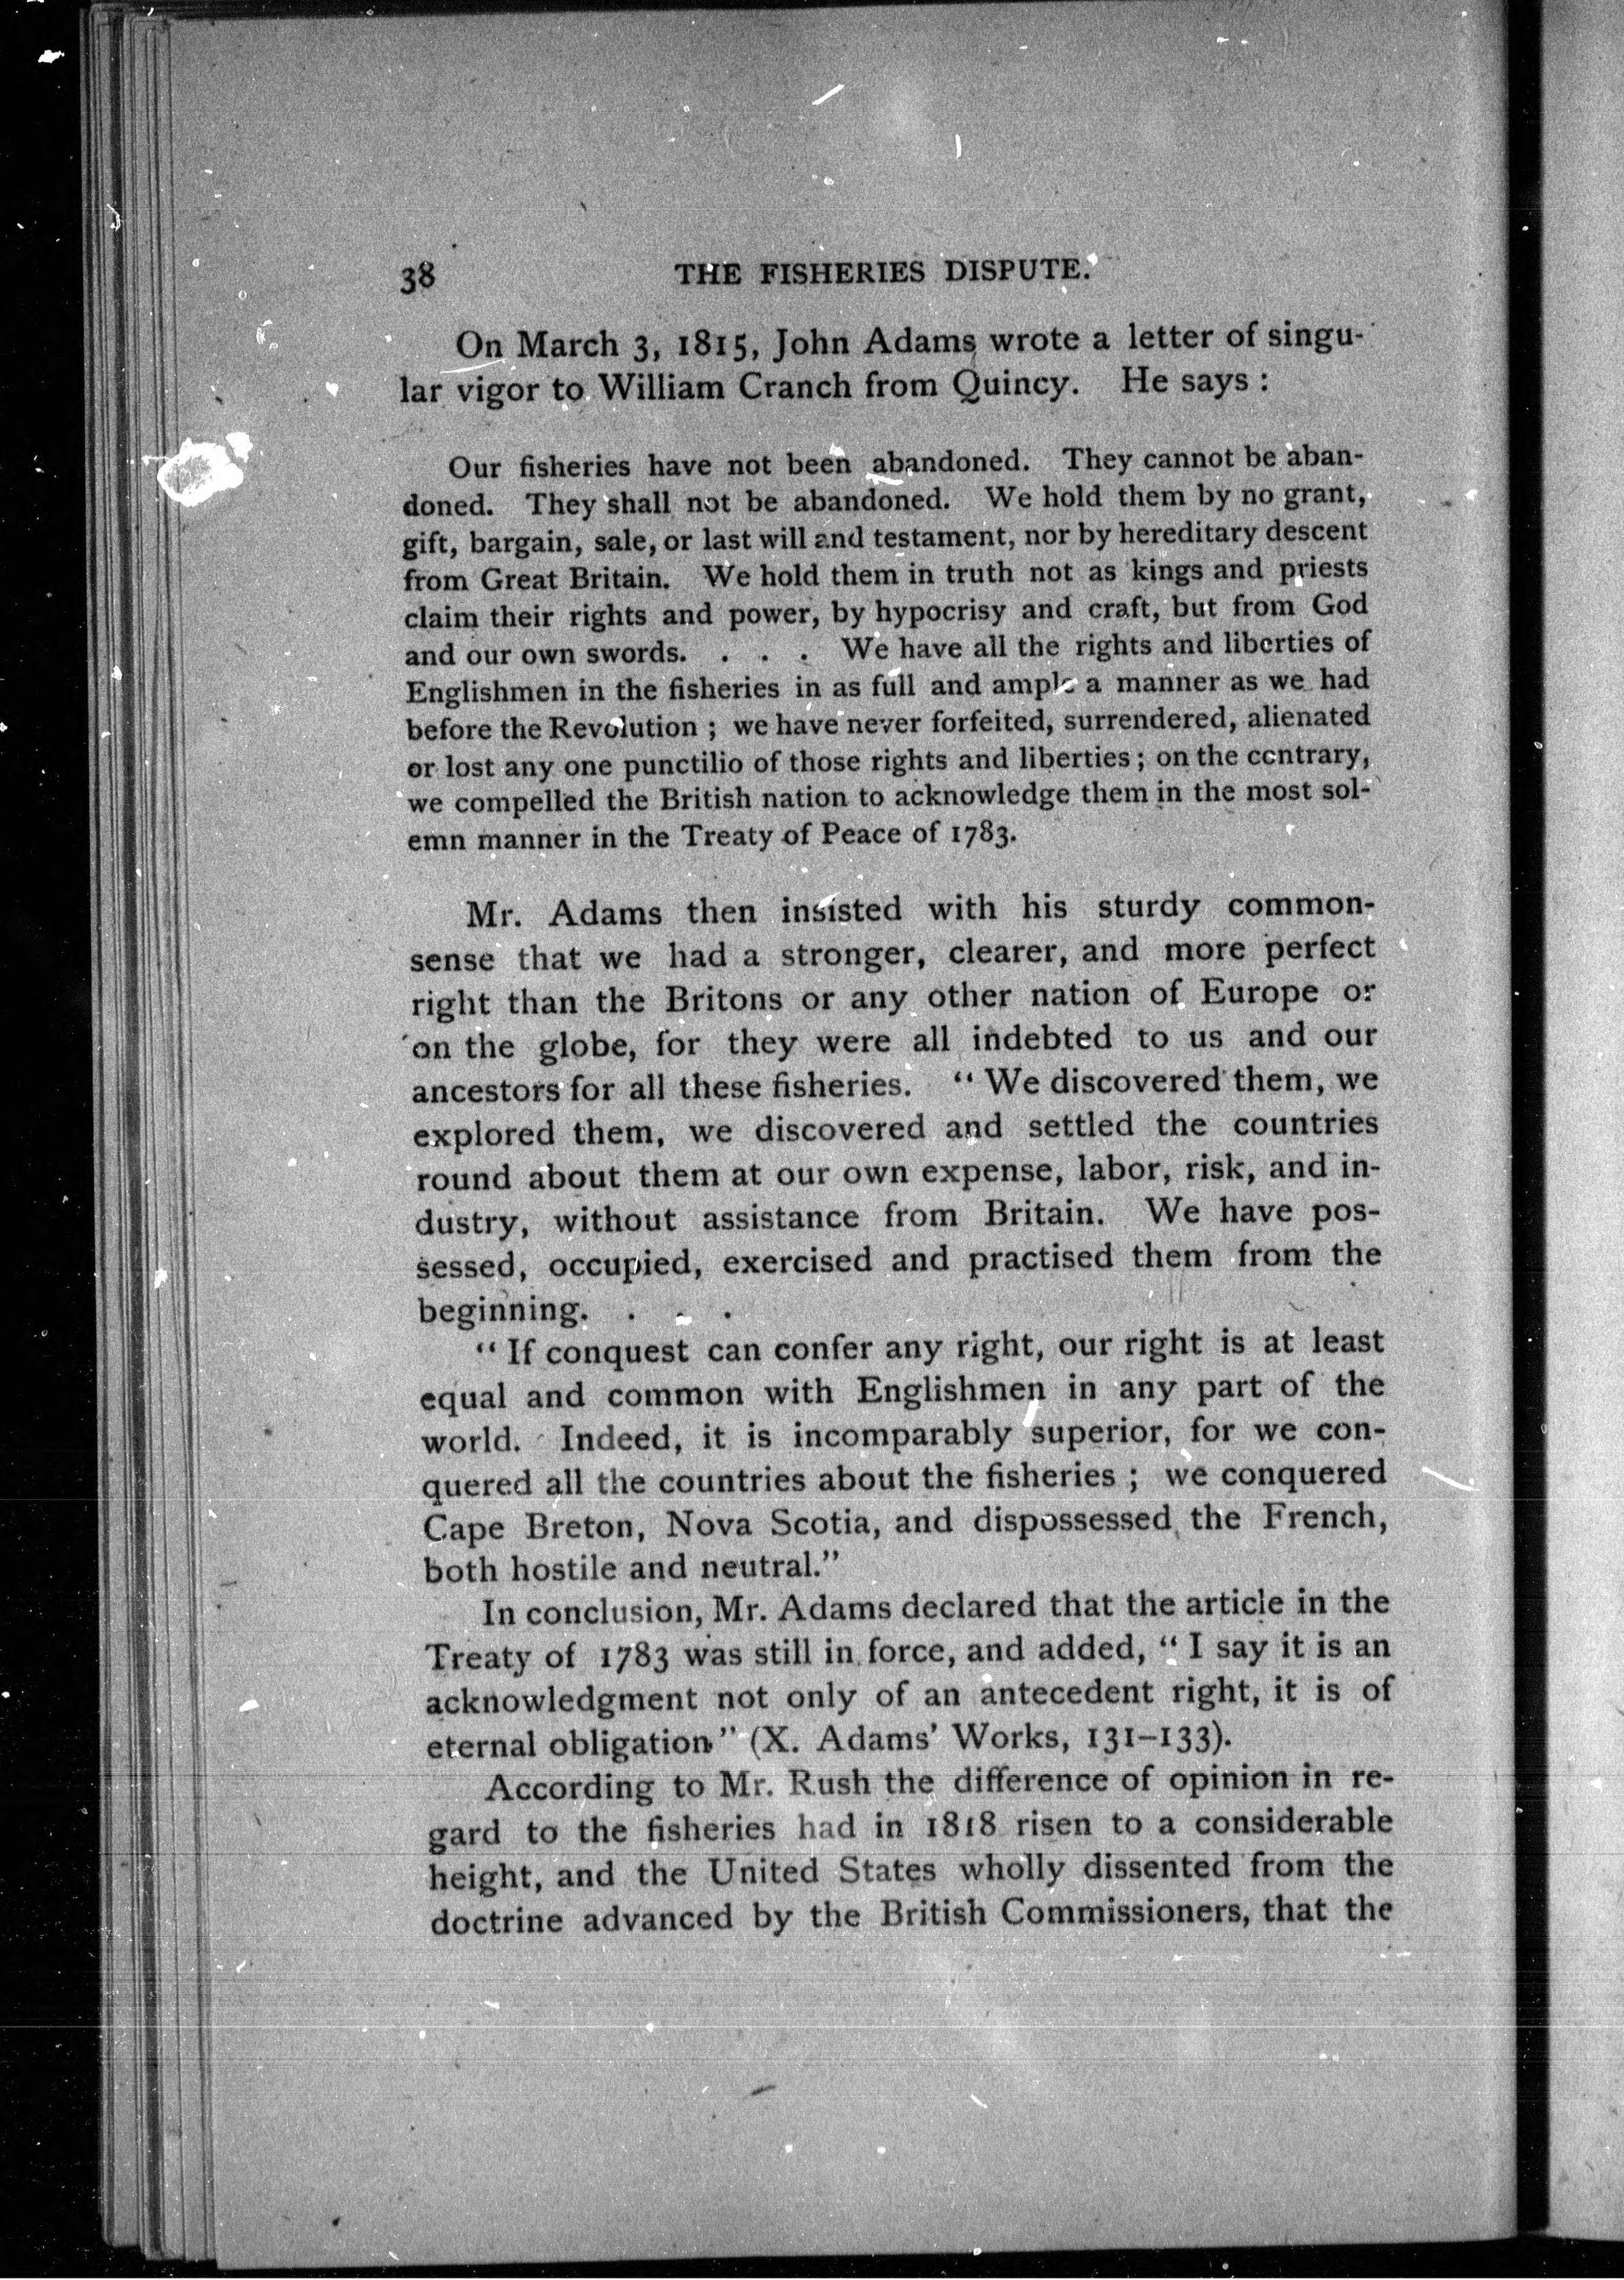 38 THE FISHERIES DISPUTE.
On March 3, 1815, John Adams wrote a letter of singu-
lar vigor to William Cranch from Quincy. He says :
Our fisheries have not been abandoned. They cannot be aban-
doned. They shall not be abandoned. We hold them by no grant,
gift, bargain, sale, or last will and testament, nor by hereditary descent
from Great Britain. We hold them in truth not as kings and priests
claim their rights and power, by hypocrisy and craft, but from God
and our own swords. . . . We have all the rights and liberties of
Englishmen in the fisheries in as full and ample a manner as we had
before the Revolution ; we have never forfeited, surrendered, alienated
or lost any one punctilio of those rights and liberties ; on the contrary,
we compelled the British nation to acknowledge them in the most sol-
emn manner in the Treaty of Peace of 1783.
Mr. Adams then insisted with his sturdy common-
sense that we had a stronger, clearer, and more perfect
right than the Britons or any other nation of Europe or
on the globe, for they were all indebted to us and our
ancestors for all these fisheries. “ We discovered them, we
explored them, we discovered and settled the countries
round about them at our own expense, labor, risk, and in-
dustry, without assistance from Britain. We have pos-
sessed, occupied, exercised and practised them from the
beginning. . . .
“ If conquest can confer any right, our right is at least
equal and common with Englishmen in any part of the
world. Indeed, it is incomparably superior, for we con-
quered all the countries about the fisheries ; we conquered
Cape Breton, Nova Scotia, and dispossessed the French,
both hostile and neutral.”
In conclusion, Mr. Adams declared that the article in the
Treaty of 1783 was still in force, and added, “ I say it is an
acknowledgment not only of an antecedent right, it is of
eternal obligation” (X. Adams’ Works, 131–133).
According to Mr. Rush the difference of opinion in re-
gard to the fisheries had in 1818 risen to a considerable
height, and the United States wholly dissented from the
doctrine advanced by the British Commissioners, that the